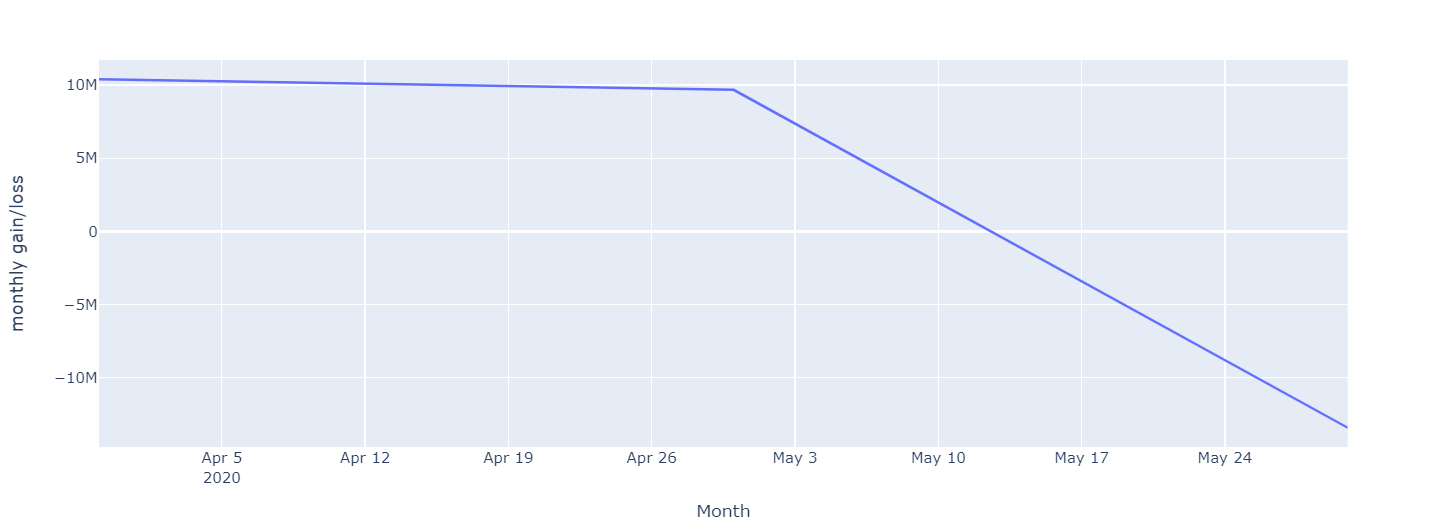 monthly gain/loss
10M
5M
0
−5M
−10M
Apr 5
2020
Apr 12
Apr 19
Apr 26
May 3
May 10
May 17
May 24
Month